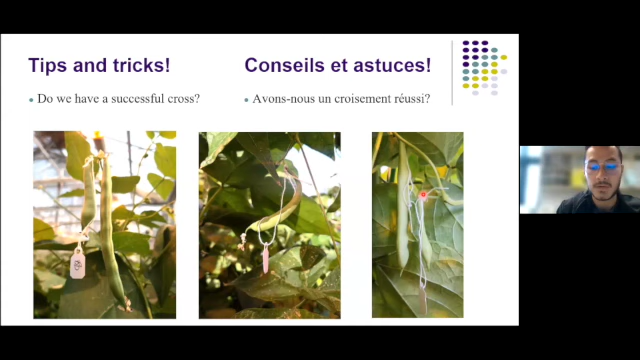 Tips and tricks!
Conseils et astuces!
Do we have a successful cross?
Avons-nous un croisement réussi?